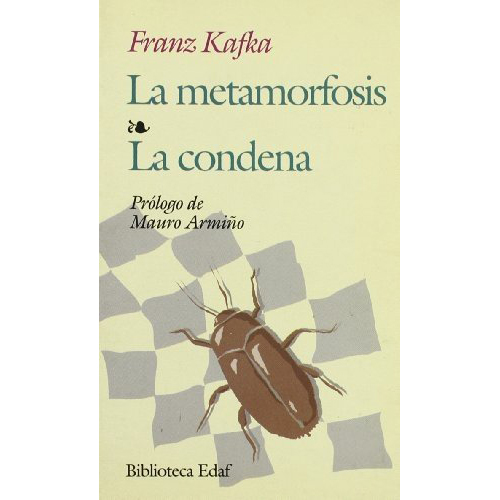 Franz Kafka
La metamorfosis
La condena
Prólogo de
Mauro Armiño
Biblioteca Edaf